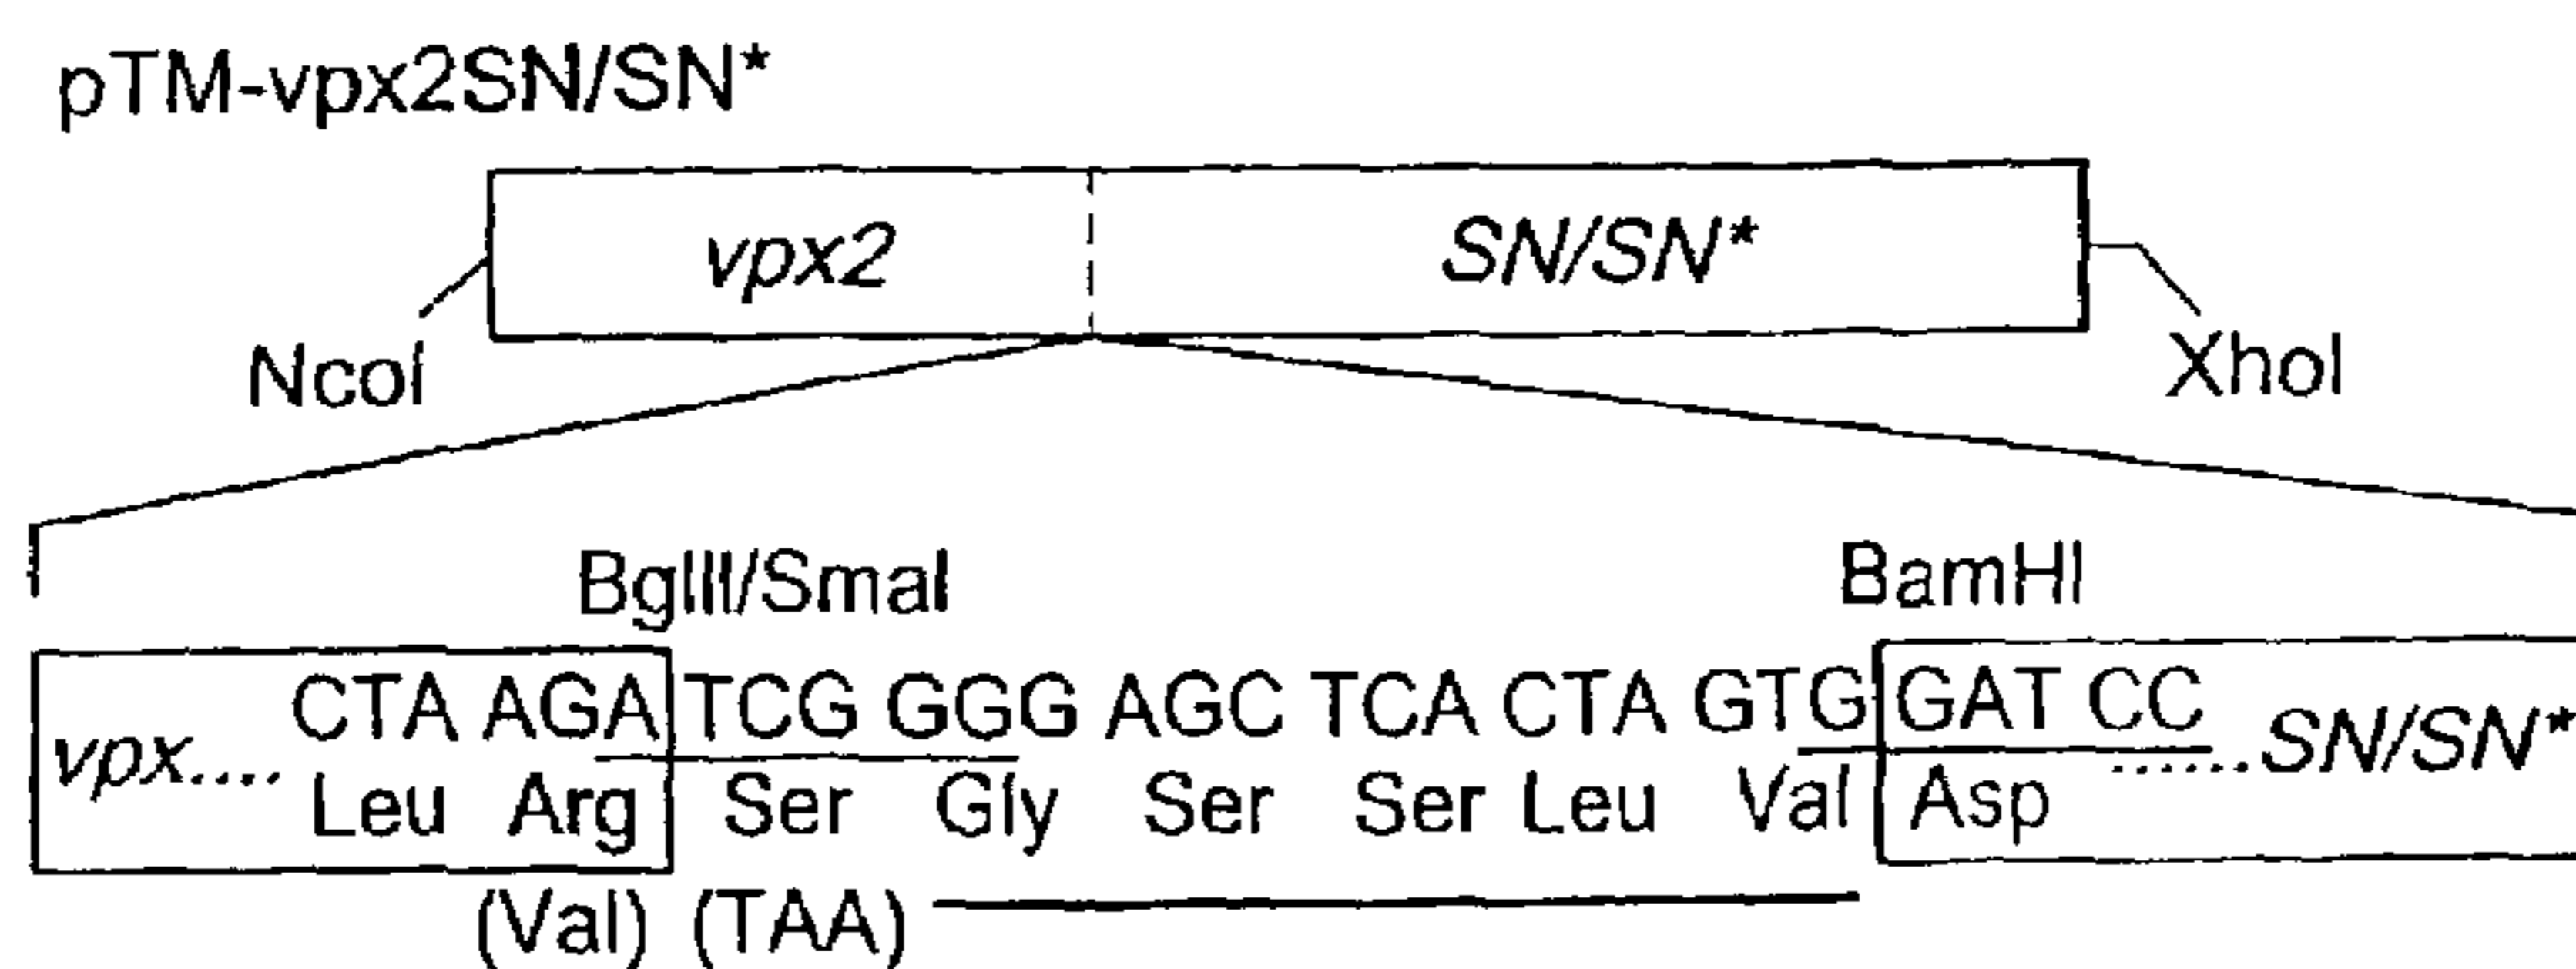 pTM-vpx2SN/SN*
vpx2 SN/SN*
NcoI XhoI
BglII/SmaI BamHI
vpx.... CTA AGA TCG GGG AGC TCA CTA GTG GAT CC ......SN/SN*
Leu Arg Ser Gly Ser Ser Leu Val Asp
(Val) (TAA)